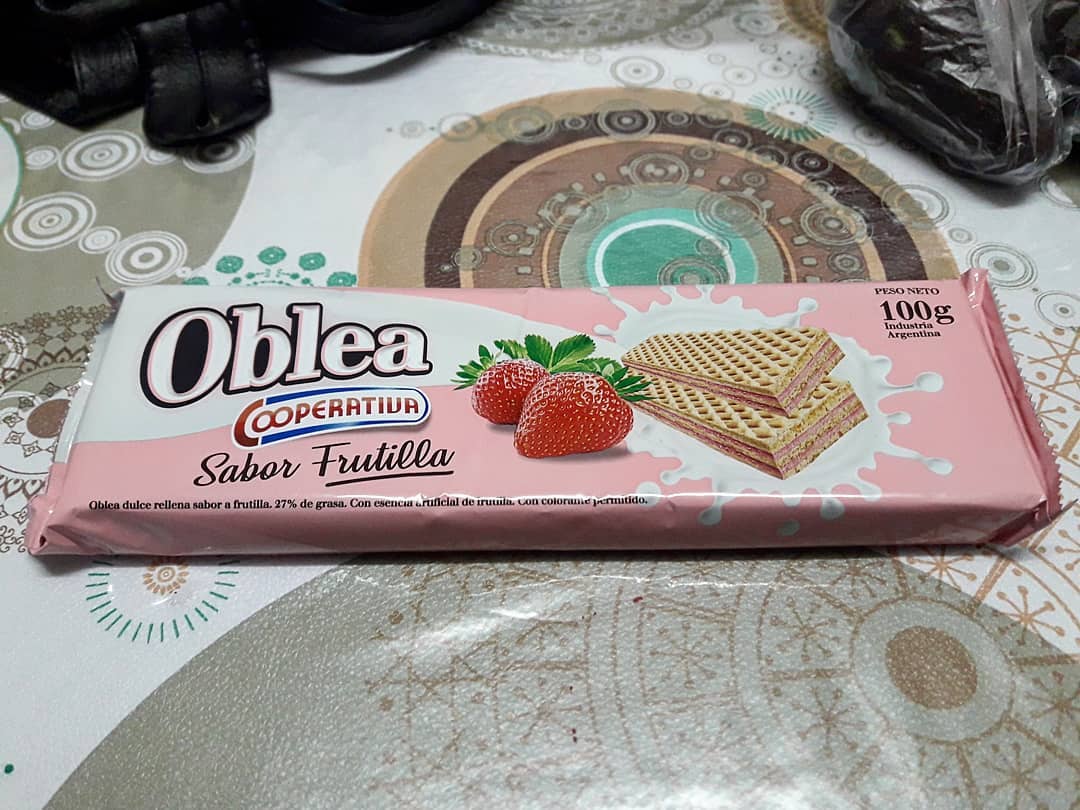 Oblea
COOPERATIVA
Sabor Frutilla
Oblea dulce rellena sabor a frutilla. 27% de grasa. Con esencia artificial de frutilla. Con colorante permitido.
PESO NETO
100g
Industria
Argentina